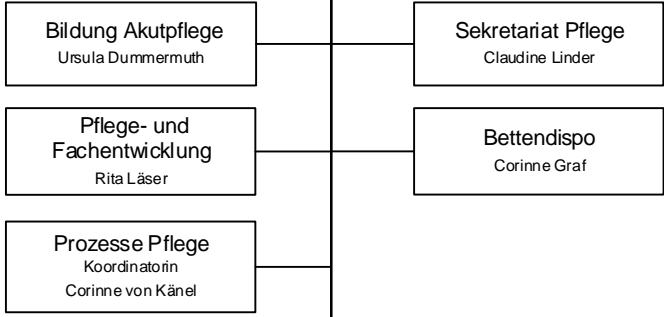 Bildung Akutpflege
Ursula Dummermuth
Sekretariat Pflege
Claudine Linder
Pflege- und
Fachentwicklung
Rita Läser
Bettendispo
Corinne Graf
Prozesse Pflege
Koordinatorin
Corinne von Känel